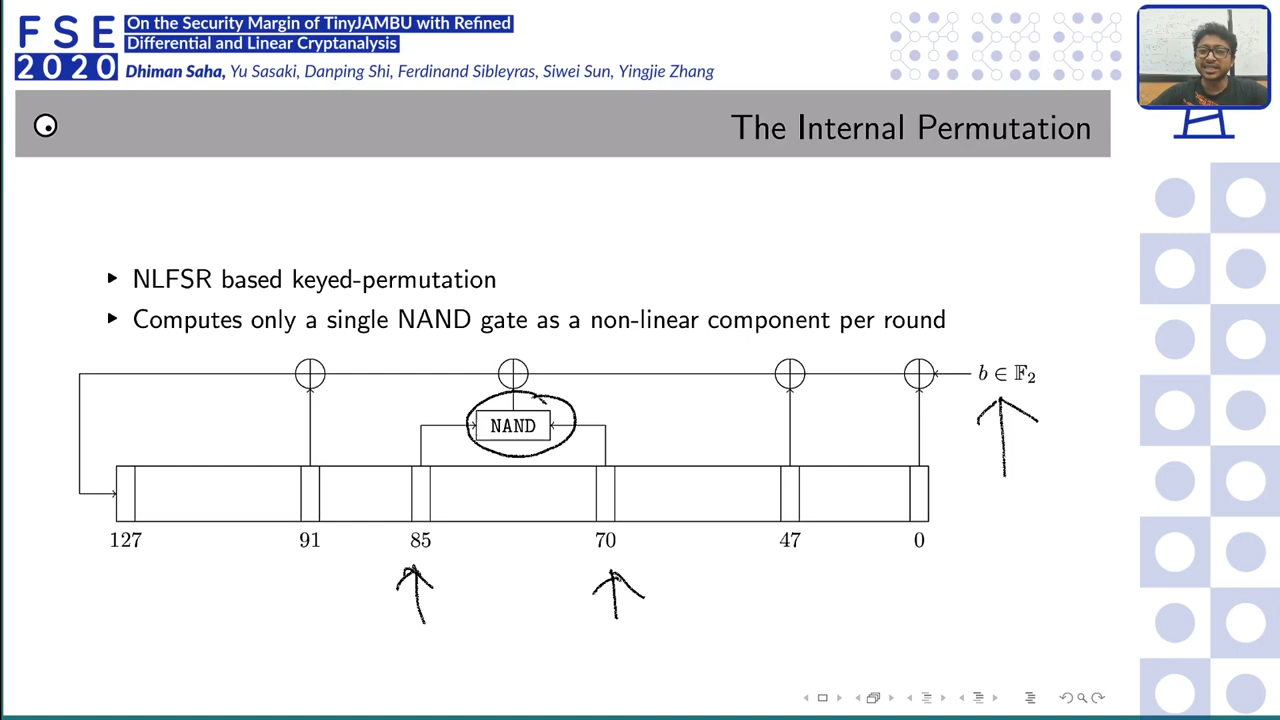 FSE
2020
On the Security Margin of TinyJAMBU with Refined
Differential and Linear Cryptanalysis
Dhiman Saha, Yu Sasaki, Danping Shi, Ferdinand Sibleyras, Siwei Sun, Yingjie Zhang
The Internal Permutation
NLFSR based keyed-permutation
Computes only a single NAND gate as a non-linear component per round
b ∈ 𝔽₂
NAND
127 91 85 70 47 0